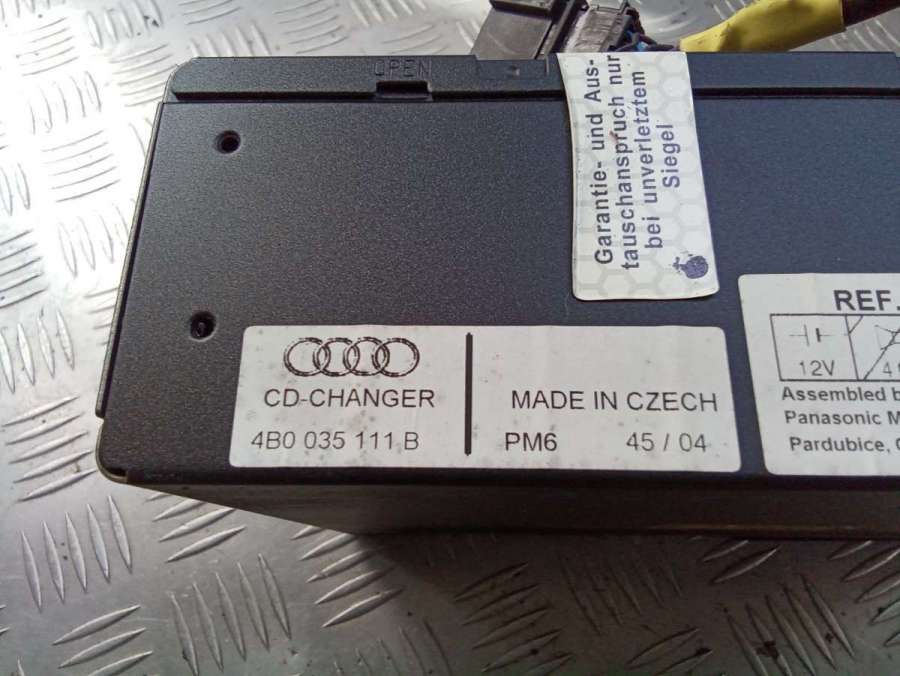 OPEN
Garantie- und Aus-
tauschanspruch nur
bei unverletztem
Siegel
CD-CHANGER
4B0 035 111 B
MADE IN CZECH
PM6 45 / 04
REF.
12V
Assembled b
Panasonic M
Pardubice,